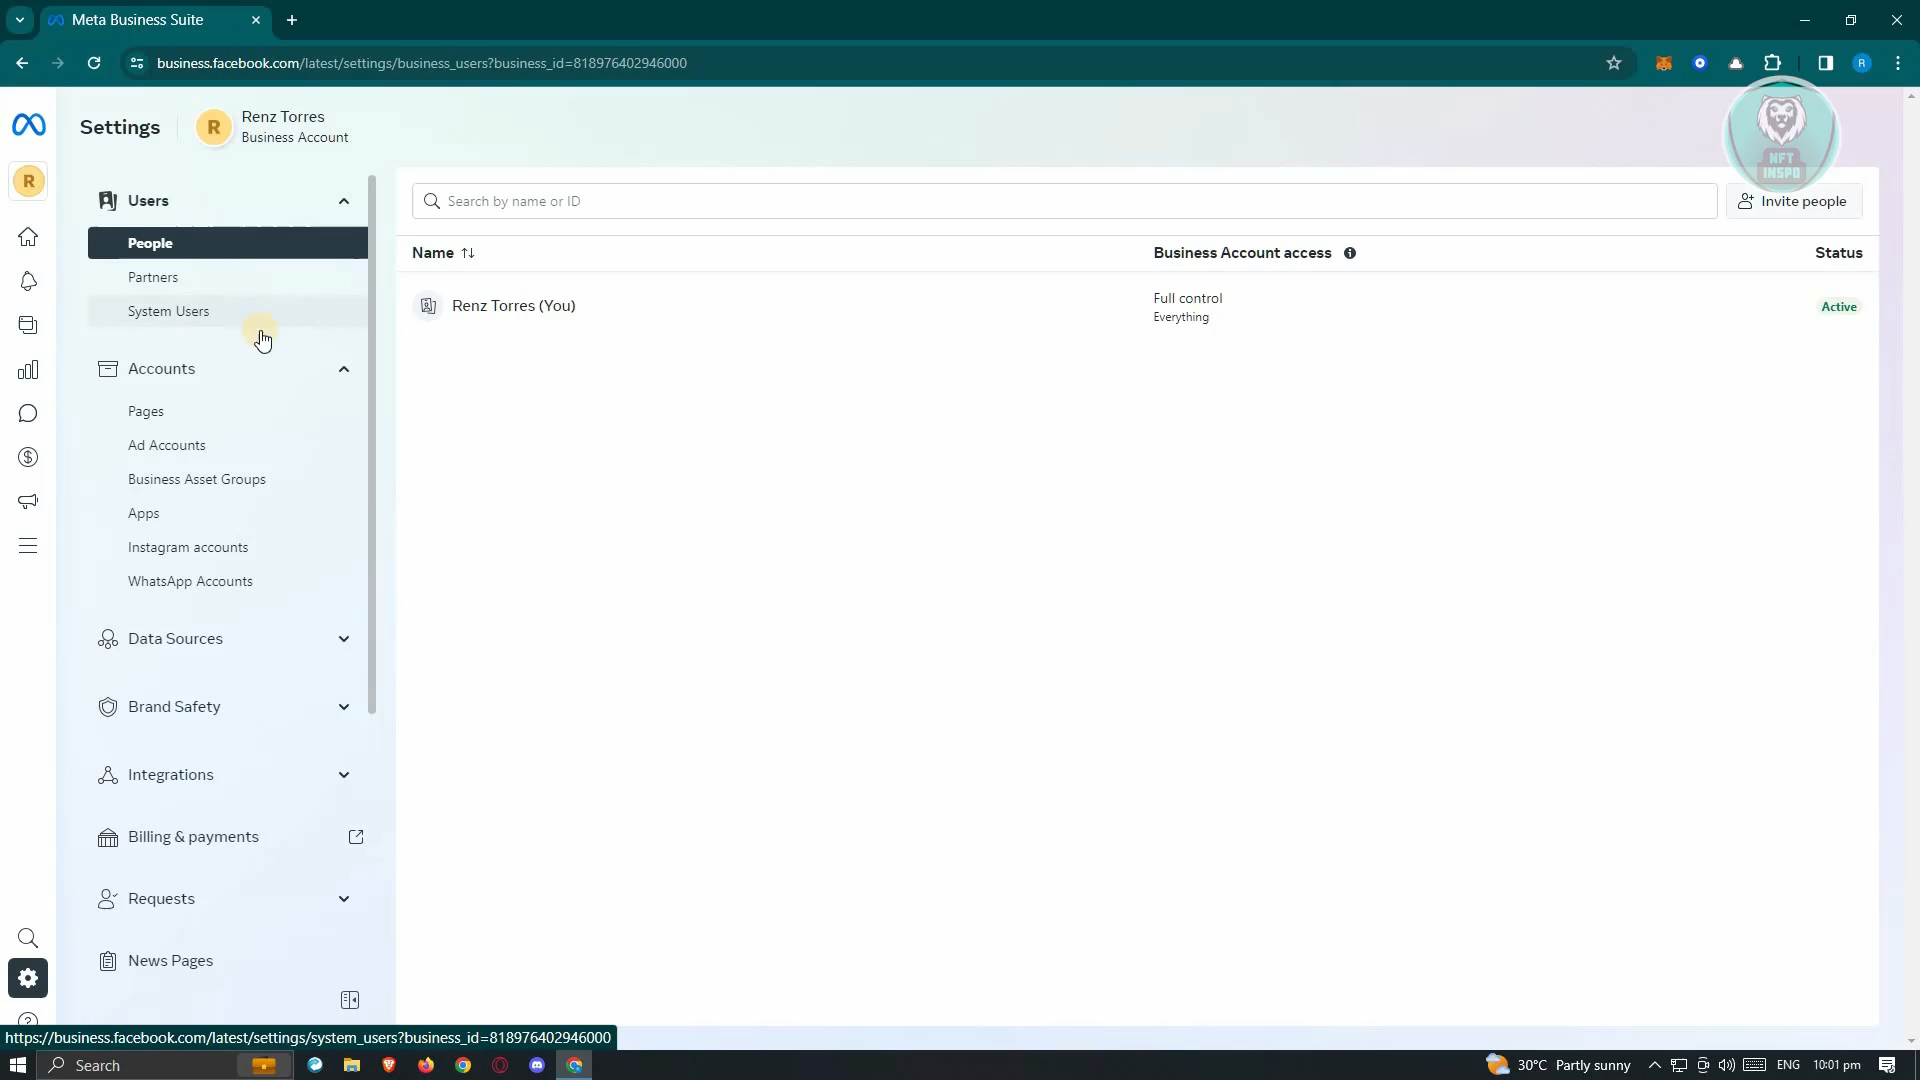 Meta Business Suite
business.facebook.com/latest/settings/business_users?business_id=818976402946000
R
Settings
R
Renz Torres
Business Account
NFT
INSPO
R
Users
Search by name or ID
Invite people
People
Name
Business Account access
Status
Partners
System Users
Renz Torres (You)
Full control
Everything
Active
Accounts
Pages
Ad Accounts
Business Asset Groups
Apps
Instagram accounts
WhatsApp Accounts
Data Sources
Brand Safety
Integrations
Billing & payments
Requests
News Pages
https://business.facebook.com/latest/settings/system_users?business_id=818976402946000
Search
30°C Partly sunny
ENG
10:01 pm